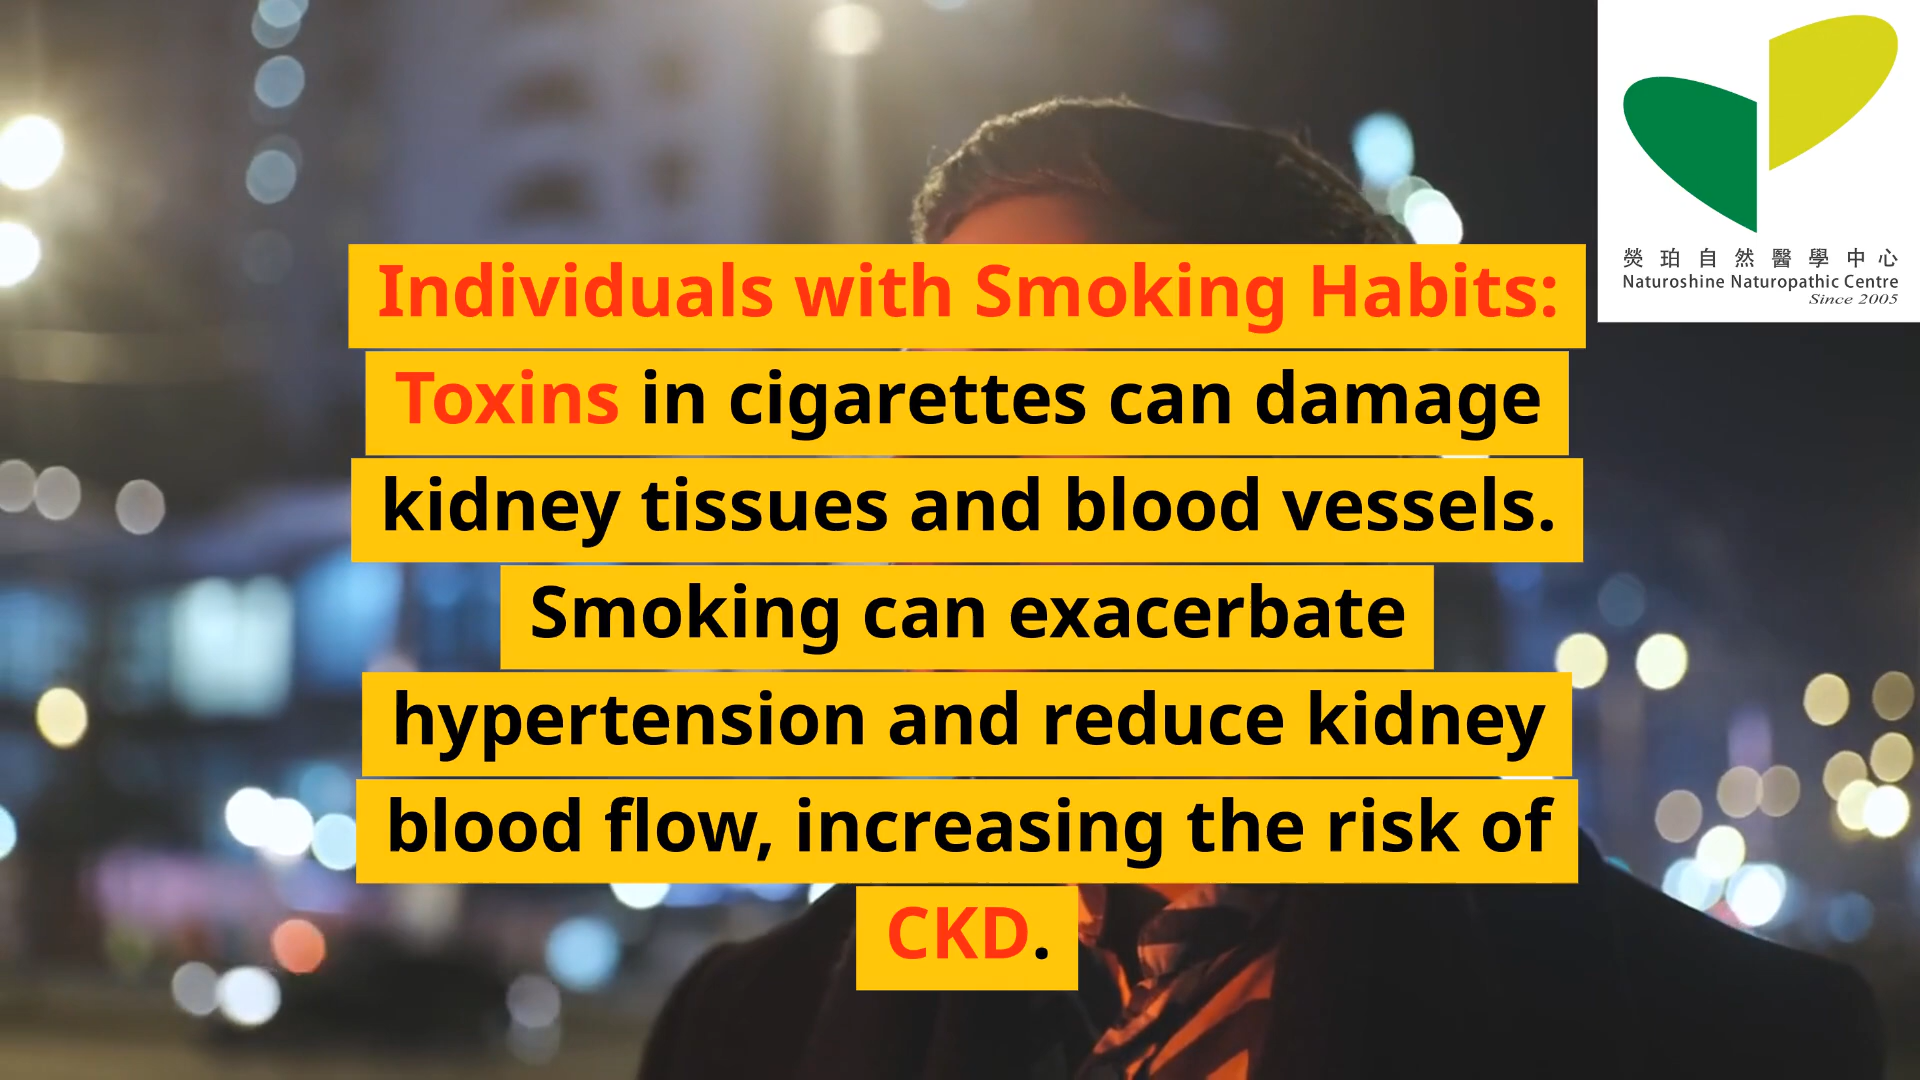 Individuals with Smoking Habits:
Toxins in cigarettes can damage
kidney tissues and blood vessels.
Smoking can exacerbate
hypertension and reduce kidney
blood flow, increasing the risk of
CKD.
熒珀自然醫學中心
Naturoshine Naturopathic Centre
Since 2005